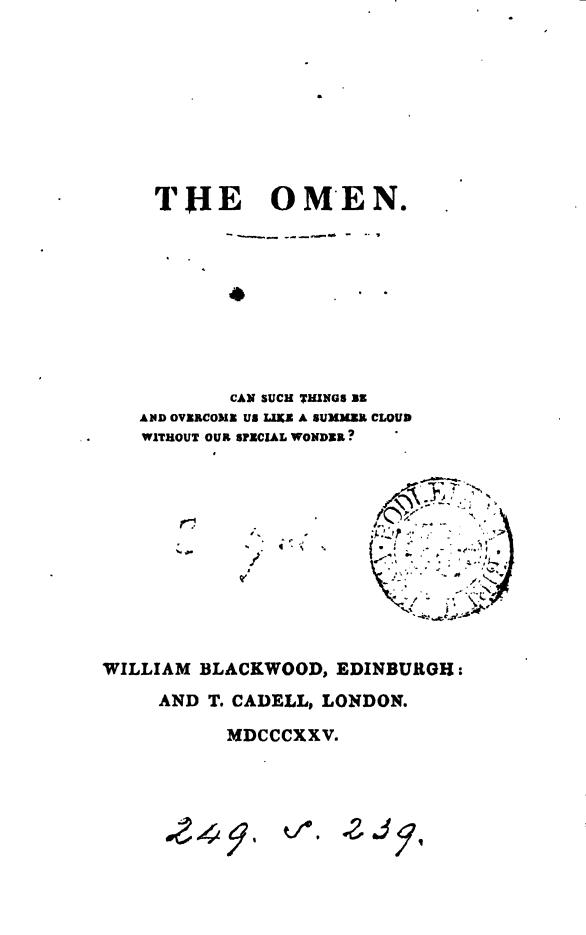 THE OMEN.
CAN SUCH THINGS BE
AND OVERCOME US LIKE A SUMMER CLOUD
WITHOUT OUR SPECIAL WONDER?
BODLEIANA
WILLIAM BLACKWOOD, EDINBURGH:
AND T. CADELL, LONDON.
MDCCCXXV.
249. s. 239.